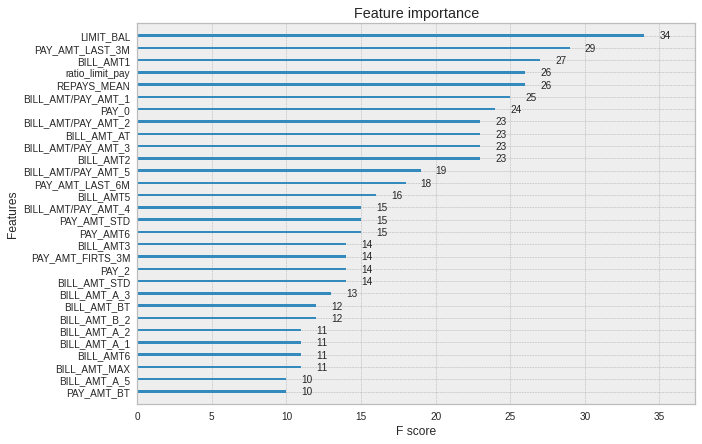 Feature importance
LIMIT_BAL 34
PAY_AMT_LAST_3M 29
BILL_AMT1 27
ratio_limit_pay 26
REPAYS_MEAN 26
BILL_AMT/PAY_AMT_1 25
PAY_0 24
BILL_AMT/PAY_AMT_2 23
BILL_AMT_AT 23
BILL_AMT/PAY_AMT_3 23
BILL_AMT2 23
BILL_AMT/PAY_AMT_5 19
PAY_AMT_LAST_6M 18
BILL_AMT5 16
BILL_AMT/PAY_AMT_4 15
PAY_AMT_STD 15
PAY_AMT6 15
BILL_AMT3 14
PAY_AMT_FIRTS_3M 14
PAY_2 14
BILL_AMT_STD 14
BILL_AMT_A_3 13
BILL_AMT_BT 12
BILL_AMT_B_2 12
BILL_AMT_A_2 11
BILL_AMT_A_1 11
BILL_AMT6 11
BILL_AMT_MAX 11
BILL_AMT_A_5 10
PAY_AMT_BT 10
Features
0 5 10 15 20 25 30 35
F score